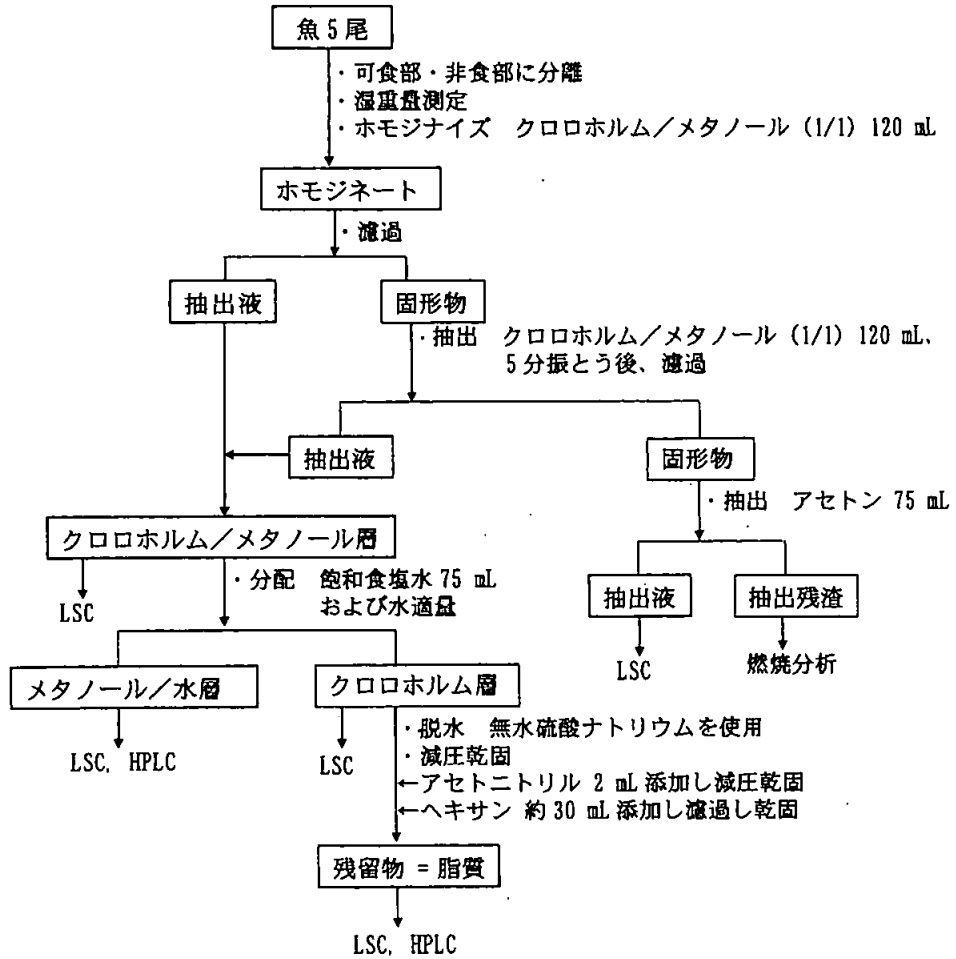 魚5尾
・可食部・非食部に分離
・湿重量測定
・ホモジナイズ クロロホルム／メタノール (1/1) 120 mL
ホモジネート
・濾過
抽出液
固形物
・抽出 クロロホルム／メタノール (1/1) 120 mL、
5分振とう後、濾過
抽出液
固形物
・抽出 アセトン 75 mL
クロロホルム／メタノール層
・分配 飽和食塩水 75 mL
および水適量
LSC
抽出液
抽出残渣
LSC
燃焼分析
メタノール／水層
クロロホルム層
・脱水 無水硫酸ナトリウムを使用
・減圧乾固
LSC, HPLC
LSC
←アセトニトリル 2 mL 添加し減圧乾固
←ヘキサン 約30 mL 添加し濾過し乾固
残留物 = 脂質
LSC, HPLC